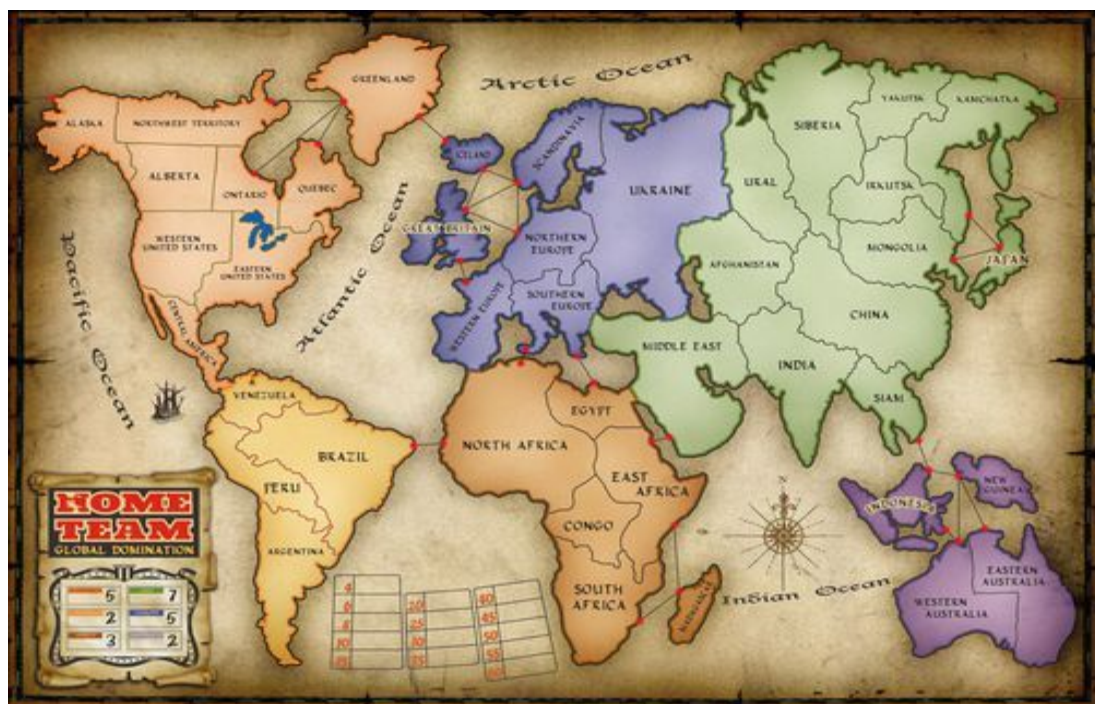 Arctic Ocean
GREENLAND
ALASKA
NORTHWEST TERRITORY
ALBERTA
ONTARIO
QUEBEC
WESTERN
UNITED STATES
EASTERN
UNITED STATES
CENTRAL AMERICA
Pacific Ocean
Atlantic Ocean
ICELAND
SCANDINAVIA
UKRAINE
GREAT BRITAIN
NORTHERN
EUROPE
SOUTHERN
EUROPE
WESTERN EUROPE
SIBERIA
YAKUTSK
KAMCHATKA
URAL
IRKUTSK
MONGOLIA
JAPAN
AFGHANISTAN
CHINA
MIDDLE EAST
INDIA
SIAM
VENEZUELA
BRAZIL
PERU
ARGENTINA
NORTH AFRICA
EGYPT
EAST
AFRICA
CONGO
SOUTH
AFRICA
MADAGASCAR
N
INDONESIA
NEW
GUINEA
WESTERN
AUSTRALIA
EASTERN
AUSTRALIA
Indian Ocean
HOME
TEAM
GLOBAL DOMINATION
5 7
2 5
3 2
4
6
8
10
15
20
25
30
35
40
45
50
55
60